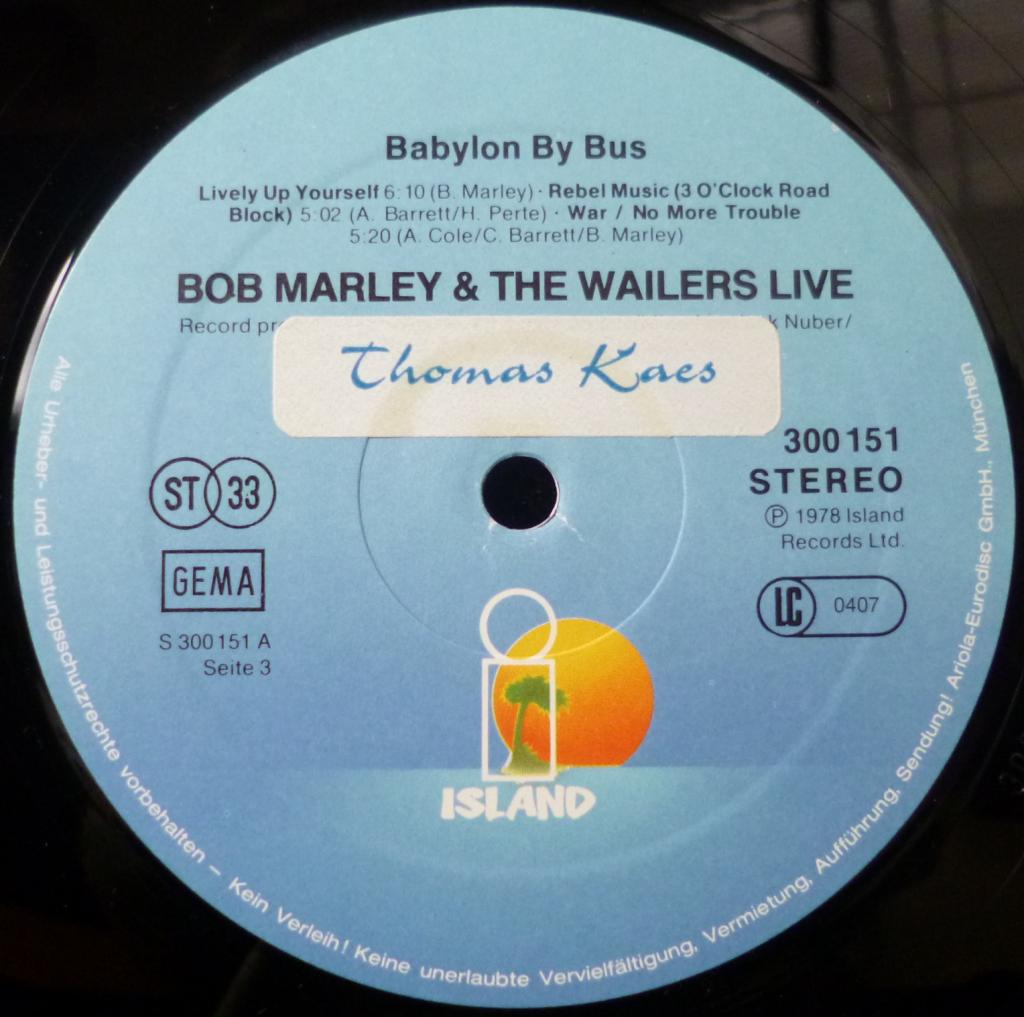 Babylon By Bus
Lively Up Yourself 6:10 (B. Marley) · Rebel Music (3 O'Clock Road
Block) 5:02 (A. Barrett/H. Perte) · War / No More Trouble
5:20 (A. Cole/C. Barrett/B. Marley)
BOB MARLEY & THE WAILERS LIVE
Record Nuber/
Thomas Kaes
300 151
STEREO
ST 33
℗ 1978 Island
Records Ltd.
GEMA
LC 0407
S 300 151 A
Seite 3
ISLAND
Alle Urheber- und Leistungsschutzrechte vorbehalten – Kein Verleih! Keine unerlaubte Vervielfältigung, Vermietung, Aufführung, Sendung! Ariola-Eurodisc GmbH., München